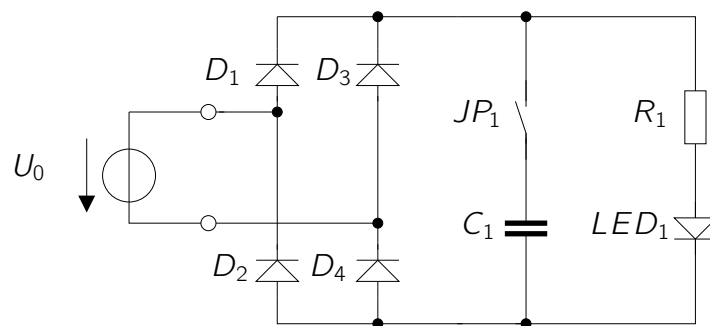 D₁
D₃
JP₁
R₁
U₀
C₁
LED₁
D₂
D₄